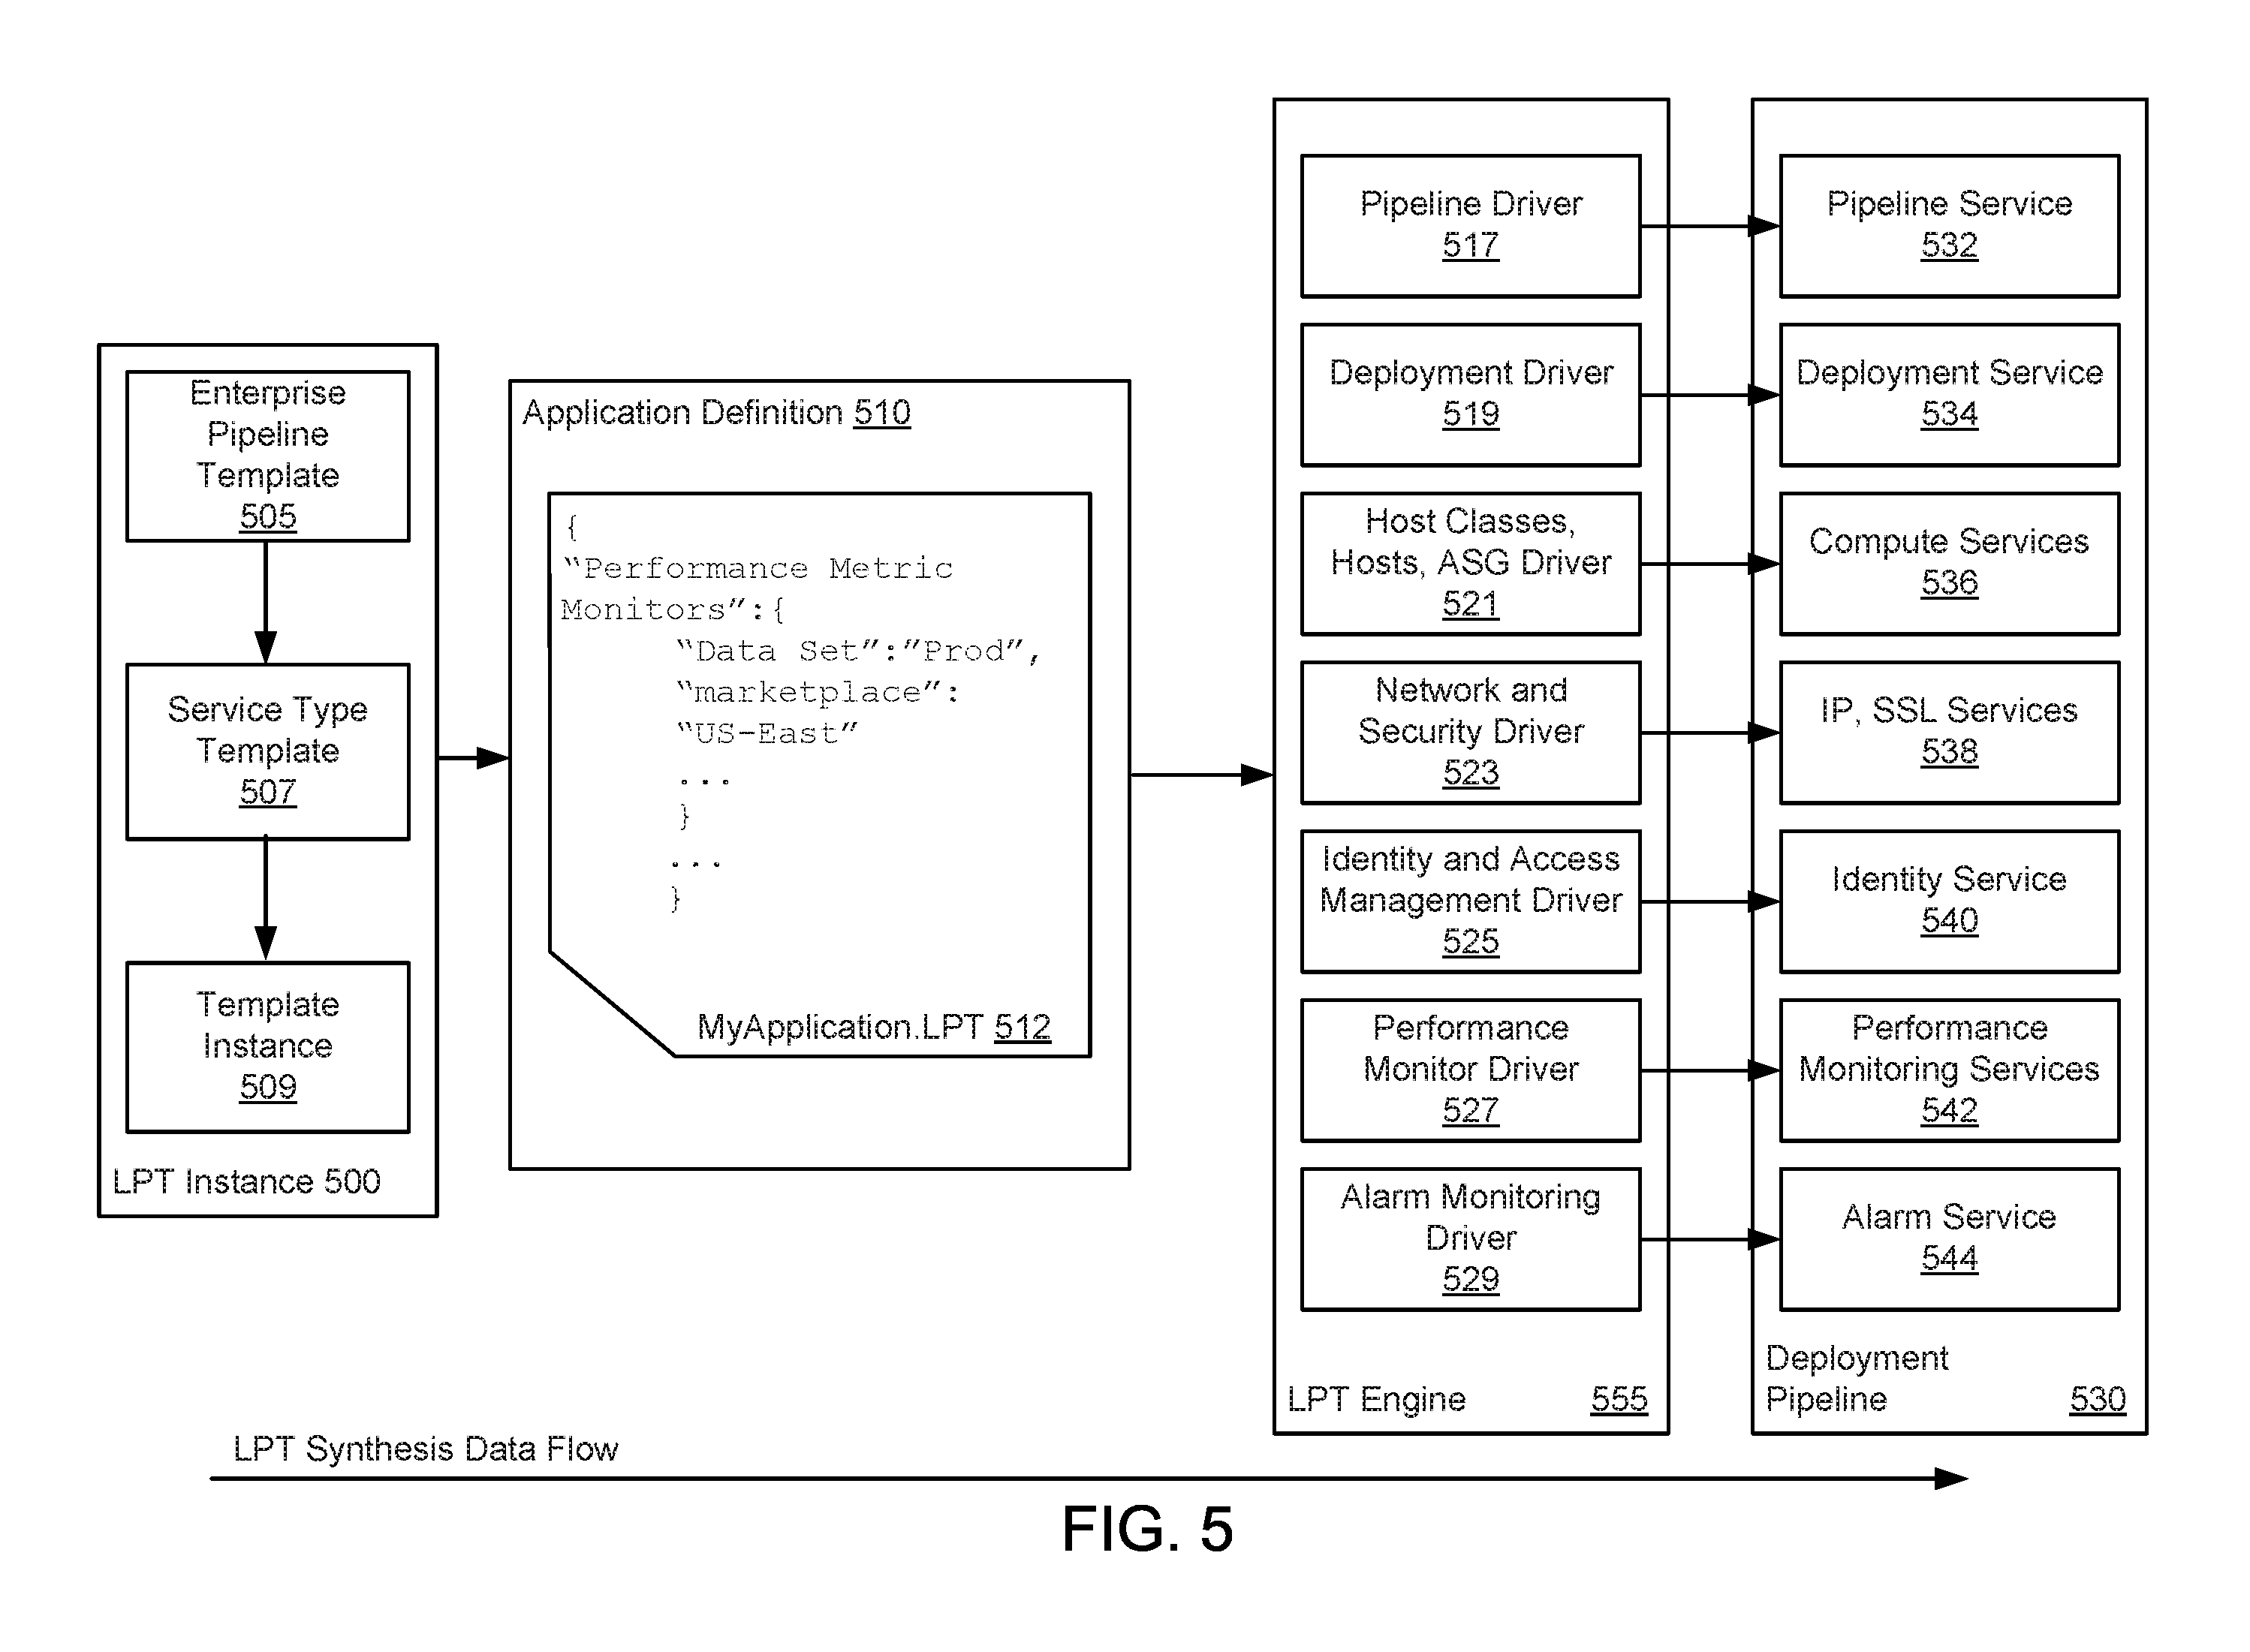 Enterprise
Pipeline
Template
505
Service Type
Template
507
Template
Instance
509
LPT Instance 500
Application Definition 510
{
“Performance Metric
Monitors”:{
“Data Set”:”Prod”,
“marketplace”:
“US-East”
...
}
...
}
MyApplication.LPT 512
Pipeline Driver
517
Deployment Driver
519
Host Classes,
Hosts, ASG Driver
521
Network and
Security Driver
523
Identity and Access
Management Driver
525
Performance
Monitor Driver
527
Alarm Monitoring
Driver
529
LPT Engine 555
Pipeline Service
532
Deployment Service
534
Compute Services
536
IP, SSL Services
538
Identity Service
540
Performance
Monitoring Services
542
Alarm Service
544
Deployment
Pipeline 530
LPT Synthesis Data Flow
FIG. 5